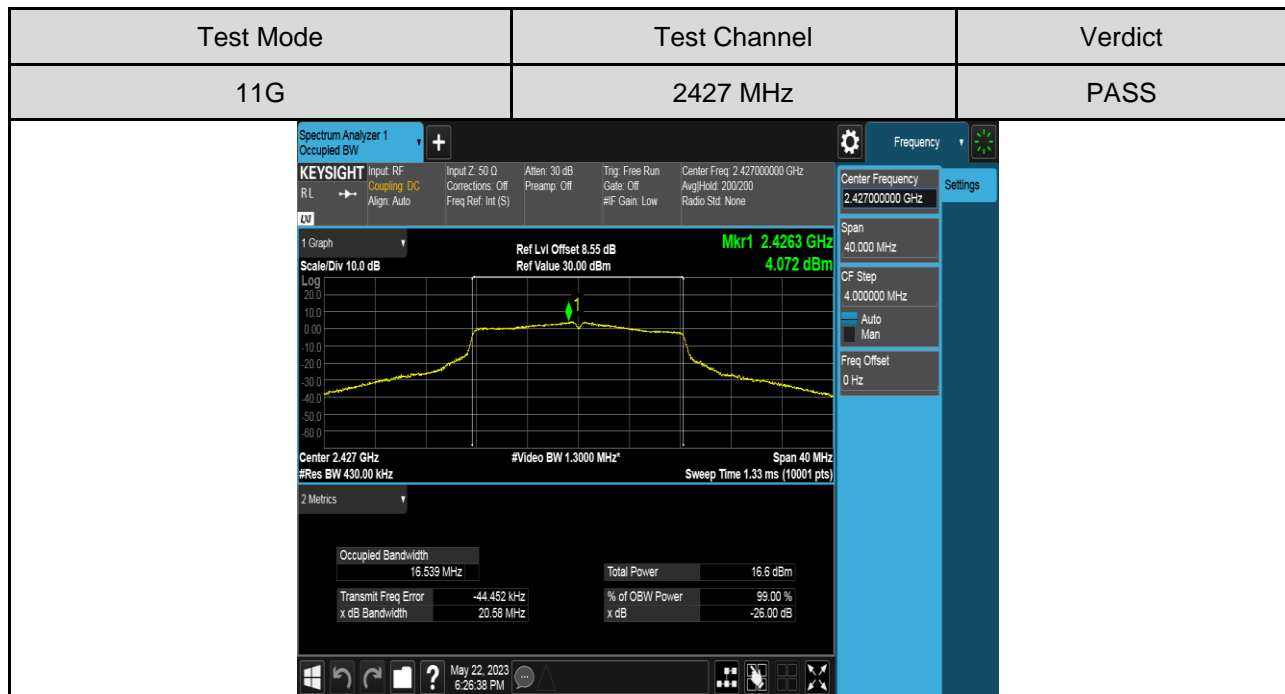 Test Mode Test Channel Verdict
11G 2427 MHz PASS
Spectrum Analyzer 1
Occupied BW
+
Frequency
KEYSIGHT Input: RF Input Z: 50 Ω Atten: 30 dB Trig: Free Run Center Freq: 2.427000000 GHz
RL Coupling: DC Corrections: Off Preamp: Off Gate: Off Avg|Hold: 200/200
Align: Auto Freq Ref: Int (S) #IF Gain: Low Radio Std: None
LXI
Center Frequency
2.427000000 GHz
Settings
Span
40.000 MHz
CF Step
4.000000 MHz
Auto
Man
Freq Offset
0 Hz
1 Graph Ref Lvl Offset 8.55 dB Mkr1 2.4263 GHz
Scale/Div 10.0 dB Ref Value 30.00 dBm 4.072 dBm
Log
20.0
10.0
0.00
-10.0
-20.0
-30.0
-40.0
-50.0
-60.0
1
Center 2.427 GHz #Video BW 1.3000 MHz* Span 40 MHz
#Res BW 430.00 kHz Sweep Time 1.33 ms (10001 pts)
2 Metrics
Occupied Bandwidth
16.539 MHz Total Power 16.6 dBm
Transmit Freq Error -44.452 kHz % of OBW Power 99.00 %
x dB Bandwidth 20.58 MHz x dB -26.00 dB
? May 22, 2023
6:26:38 PM